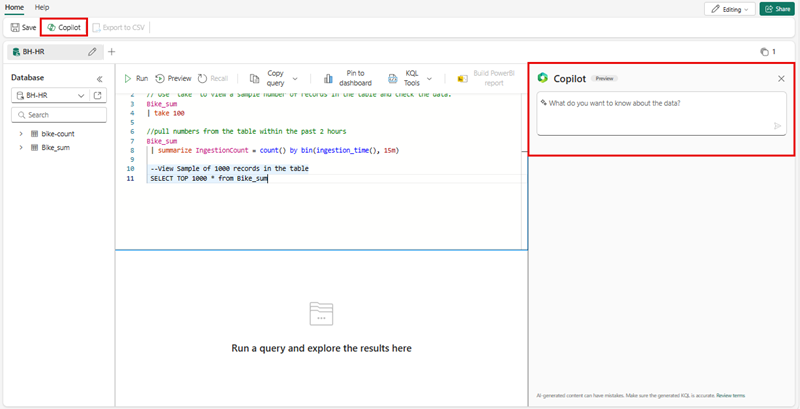 Home Help
Editing Share
Save Copilot Export to CSV
BH-HR 1
Database
BH-HR
Search
bike-count
Bike_sum
Run Preview Recall Copy query Pin to dashboard KQL Tools Build PowerBI report
2 // Use 'take' to view a sample number of records in the table and check the data.
3 Bike_sum
4 | take 100
5
6 //pull numbers from the table within the past 2 hours
7 Bike_sum
8 | summarize IngestionCount = count() by bin(ingestion_time(), 15m)
9
10 --view Sample of 1000 records in the table
11 SELECT TOP 1000 * from Bike_sum
Run a query and explore the results here
Copilot Preview
What do you want to know about the data?
AI-generated content can have mistakes. Make sure the generated KQL is accurate. Review terms